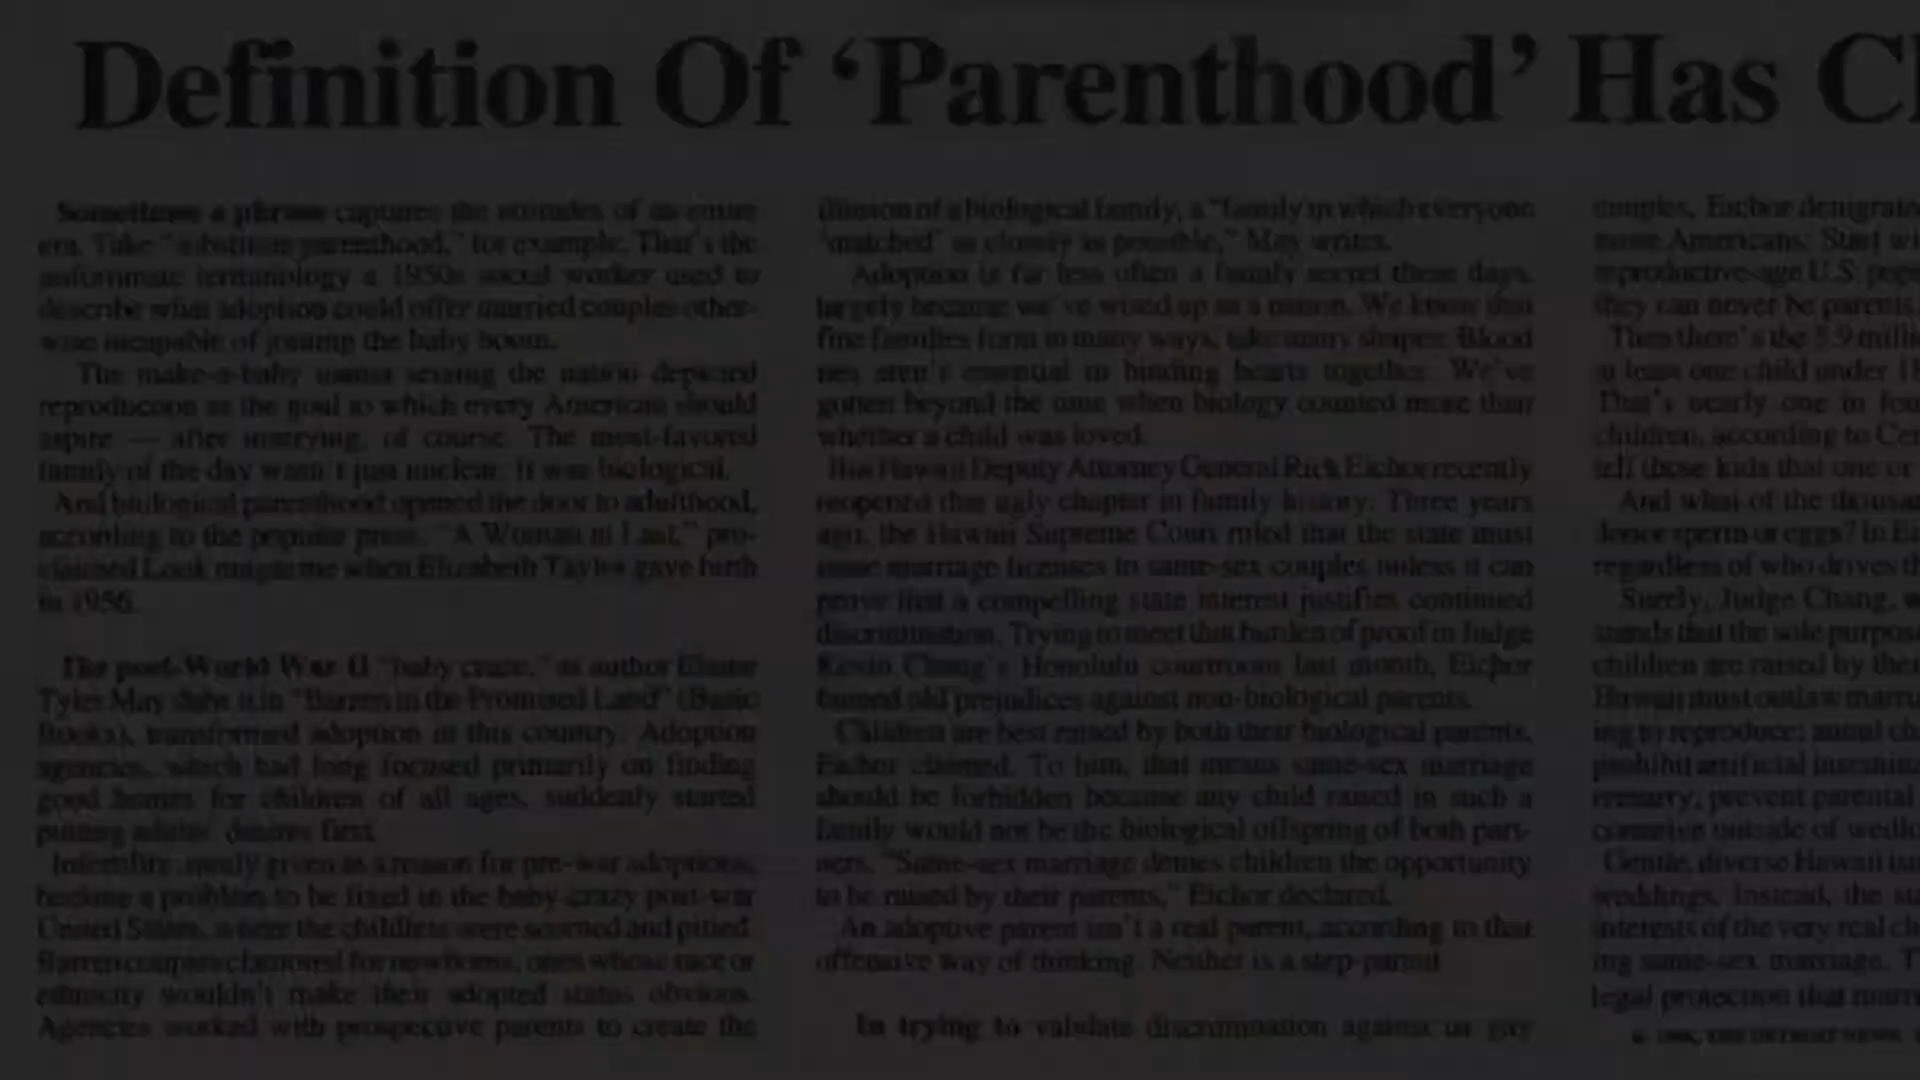 Definition Of ‘Parenthood’ Has C
Sometimes a phrase captures the attitudes of an entire
era. Take "substitute parenthood," for example. That's the
unfortunate terminology a 1950s social worker used to
describe what adoption could offer married couples other-
wise incapable of joining the baby boom.
The make-a-baby mania seizing the nation depicted
reproduction as the goal to which every American should
aspire — after marrying, of course. The most-favored
family of the day wasn't just nuclear. It was biological.
And biological parenthood opened the door to adulthood,
according to the popular press. "A Woman at Last," pro-
claimed Look magazine when Elizabeth Taylor gave birth
in 1956.
The post-World War II "baby craze," as author Elaine
Tyler May dubs it in "Barren in the Promised Land" (Basic
Books), transformed adoption in this country. Adoption
agencies, which had long focused primarily on finding
good homes for children of all ages, suddenly started
putting adults' desires first.
Infertility, rarely given as a reason for pre-war adoptions,
became a problem to be fixed in the baby-crazy post-war
United States, where the childless were scorned and pitied.
Barren couples clamored for newborns, ones whose race or
ethnicity wouldn't make their adopted status obvious.
Agencies worked with prospective parents to create the
illusion of a biological family, a "family in which everyone
'matched' as closely as possible," May writes.
Adoption is far less often a family secret these days,
largely because we've wised up as a nation. We know that
fine families form in many ways, take many shapes. Blood
ties aren't essential to binding hearts together. We've
gotten beyond the time when biology counted more than
whether a child was loved.
But Hawaii Deputy Attorney General Rick Eichor recently
reopened that ugly chapter in family history. Three years
ago, the Hawaii Supreme Court ruled that the state must
issue marriage licenses to same-sex couples unless it can
prove that a compelling state interest justifies continued
discrimination. Trying to meet that burden of proof in Judge
Kevin Chang's Honolulu courtroom last month, Eichor
fanned old prejudices against non-biological parents.
Children are best raised by both their biological parents,
Eichor claimed. To him, that means same-sex marriage
should be forbidden because any child raised in such a
family would not be the biological offspring of both part-
ners. "Same-sex marriage denies children the opportunity
to be raised by their parents," Eichor declared.
An adoptive parent isn't a real parent, according to that
offensive way of thinking. Neither is a step-parent.
In trying to validate discrimination against us gay
couples, Eichor denigrates
more Americans: Start wi
reproductive-age U.S. pop
they can never be parents.
Then there's the 5.9 milli
at least one child under 18
That's nearly one in fou
children, according to Cen
tell those kids that one or
And what of the thousan
donor sperm or eggs? In Ei
regardless of who drives th
Surely, Judge Chang, w
stands that the sole purpose
children are raised by thei
Hawaii must outlaw marria
ing to reproduce; annul ch
prohibit artificial insemina
prevent parental
conceive outside of wedlo
Gentle, diverse Hawaii isn
weddings. Instead, the sta
interests of the very real ch
ing same-sex marriage. T
legal protection that marri